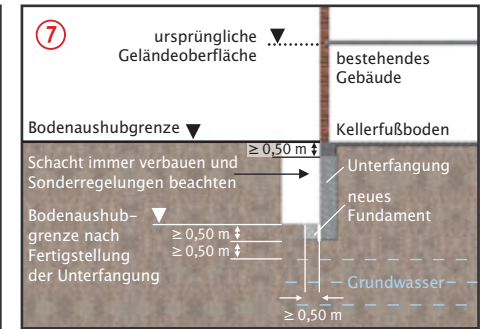 7
ursprüngliche
Geländeoberfläche
bestehendes
Gebäude
Bodenaushubgrenze
Kellerfußboden
≥ 0,50 m
Schacht immer verbauen und
Sonderregelungen beachten
Unterfangung
neues
Fundament
Bodenaushub-
grenze nach
Fertigstellung
der Unterfangung
≥ 0,50 m
≥ 0,50 m
Grundwasser
≥ 0,50 m